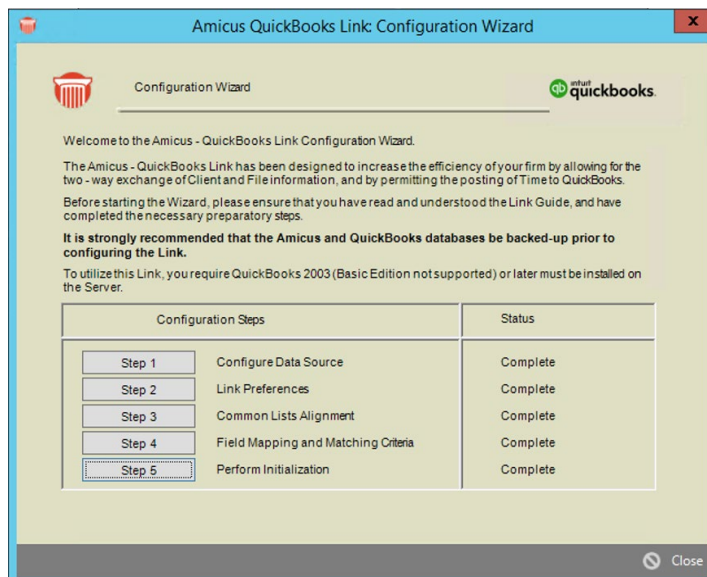 Amicus QuickBooks Link: Configuration Wizard
x
Configuration Wizard
intuit
qb quickbooks.
Welcome to the Amicus - QuickBooks Link Configuration Wizard.
The Amicus - QuickBooks Link has been designed to increase the efficiency of your firm by allowing for the
two - way exchange of Client and File information, and by permitting the posting of Time to QuickBooks.
Before starting the Wizard, please ensure that you have read and understood the Link Guide, and have
completed the necessary preparatory steps.
It is strongly recommended that the Amicus and QuickBooks databases be backed-up prior to
configuring the Link.
To utilize this Link, you require QuickBooks 2003 (Basic Edition not supported) or later must be installed on
the Server.
Configuration Steps Status
Step 1 Configure Data Source Complete
Step 2 Link Preferences Complete
Step 3 Common Lists Alignment Complete
Step 4 Field Mapping and Matching Criteria Complete
Step 5 Perform Initialization Complete
Close